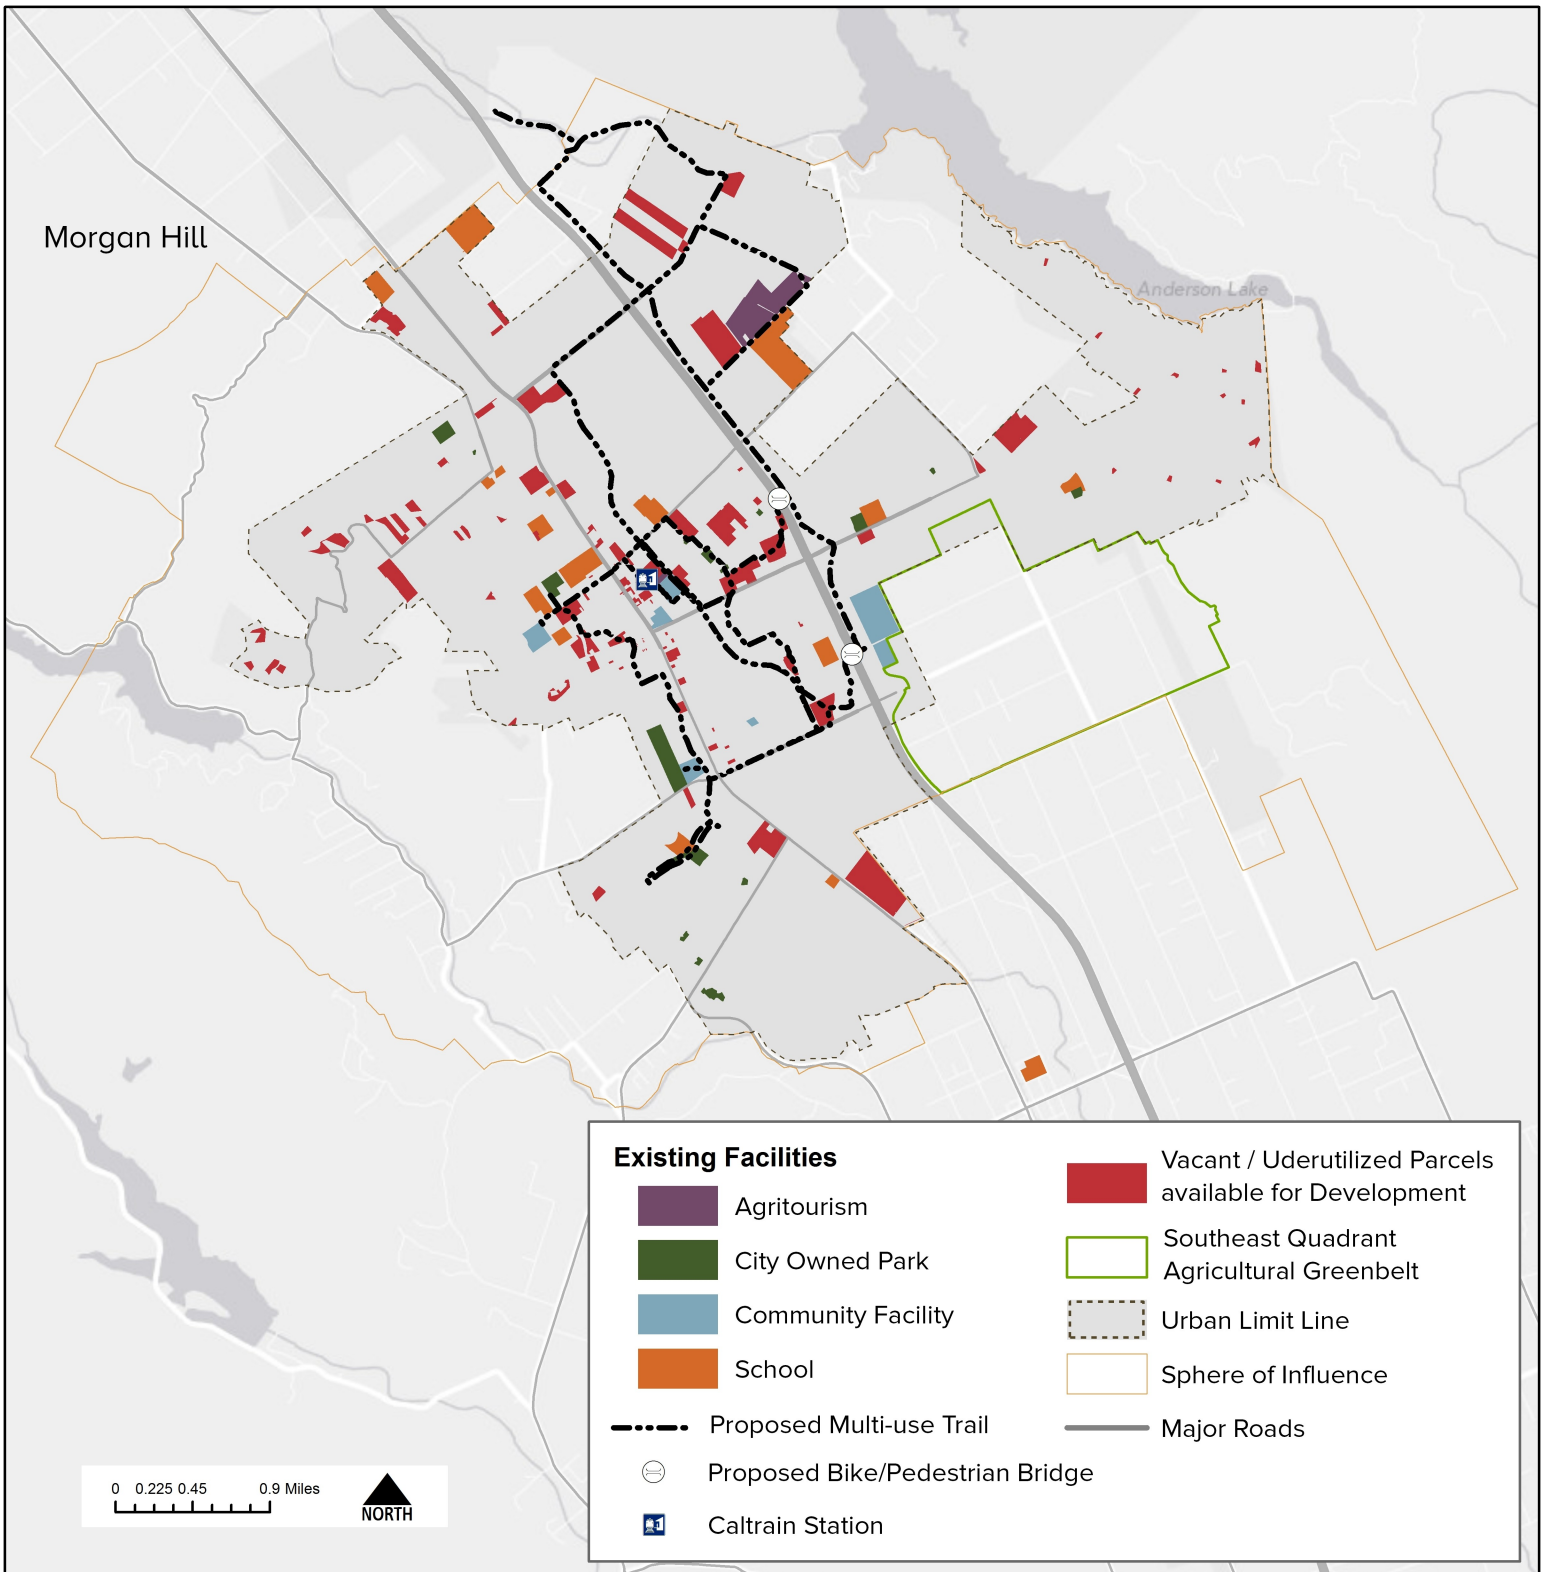 Morgan Hill
Anderson Lake
Existing Facilities
Agritourism
City Owned Park
Community Facility
School
Proposed Multi-use Trail
Proposed Bike/Pedestrian Bridge
Caltrain Station
Vacant / Uderutilized Parcels
available for Development
Southeast Quadrant
Agricultural Greenbelt
Urban Limit Line
Sphere of Influence
Major Roads
0 0.225 0.45 0.9 Miles
NORTH